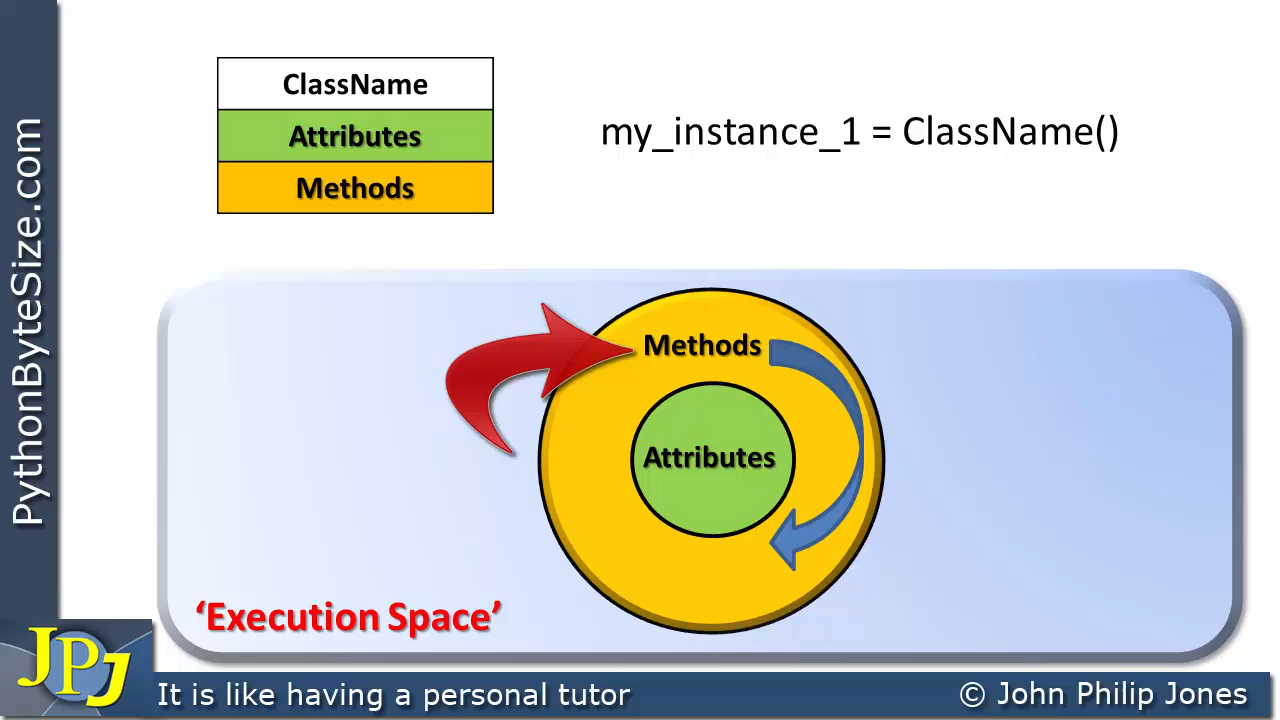 ClassName
Attributes
Methods
my_instance_1 = ClassName()
Methods
Attributes
‘Execution Space’
PythonByteSize.com
JPJ
It is like having a personal tutor
© John Philip Jones